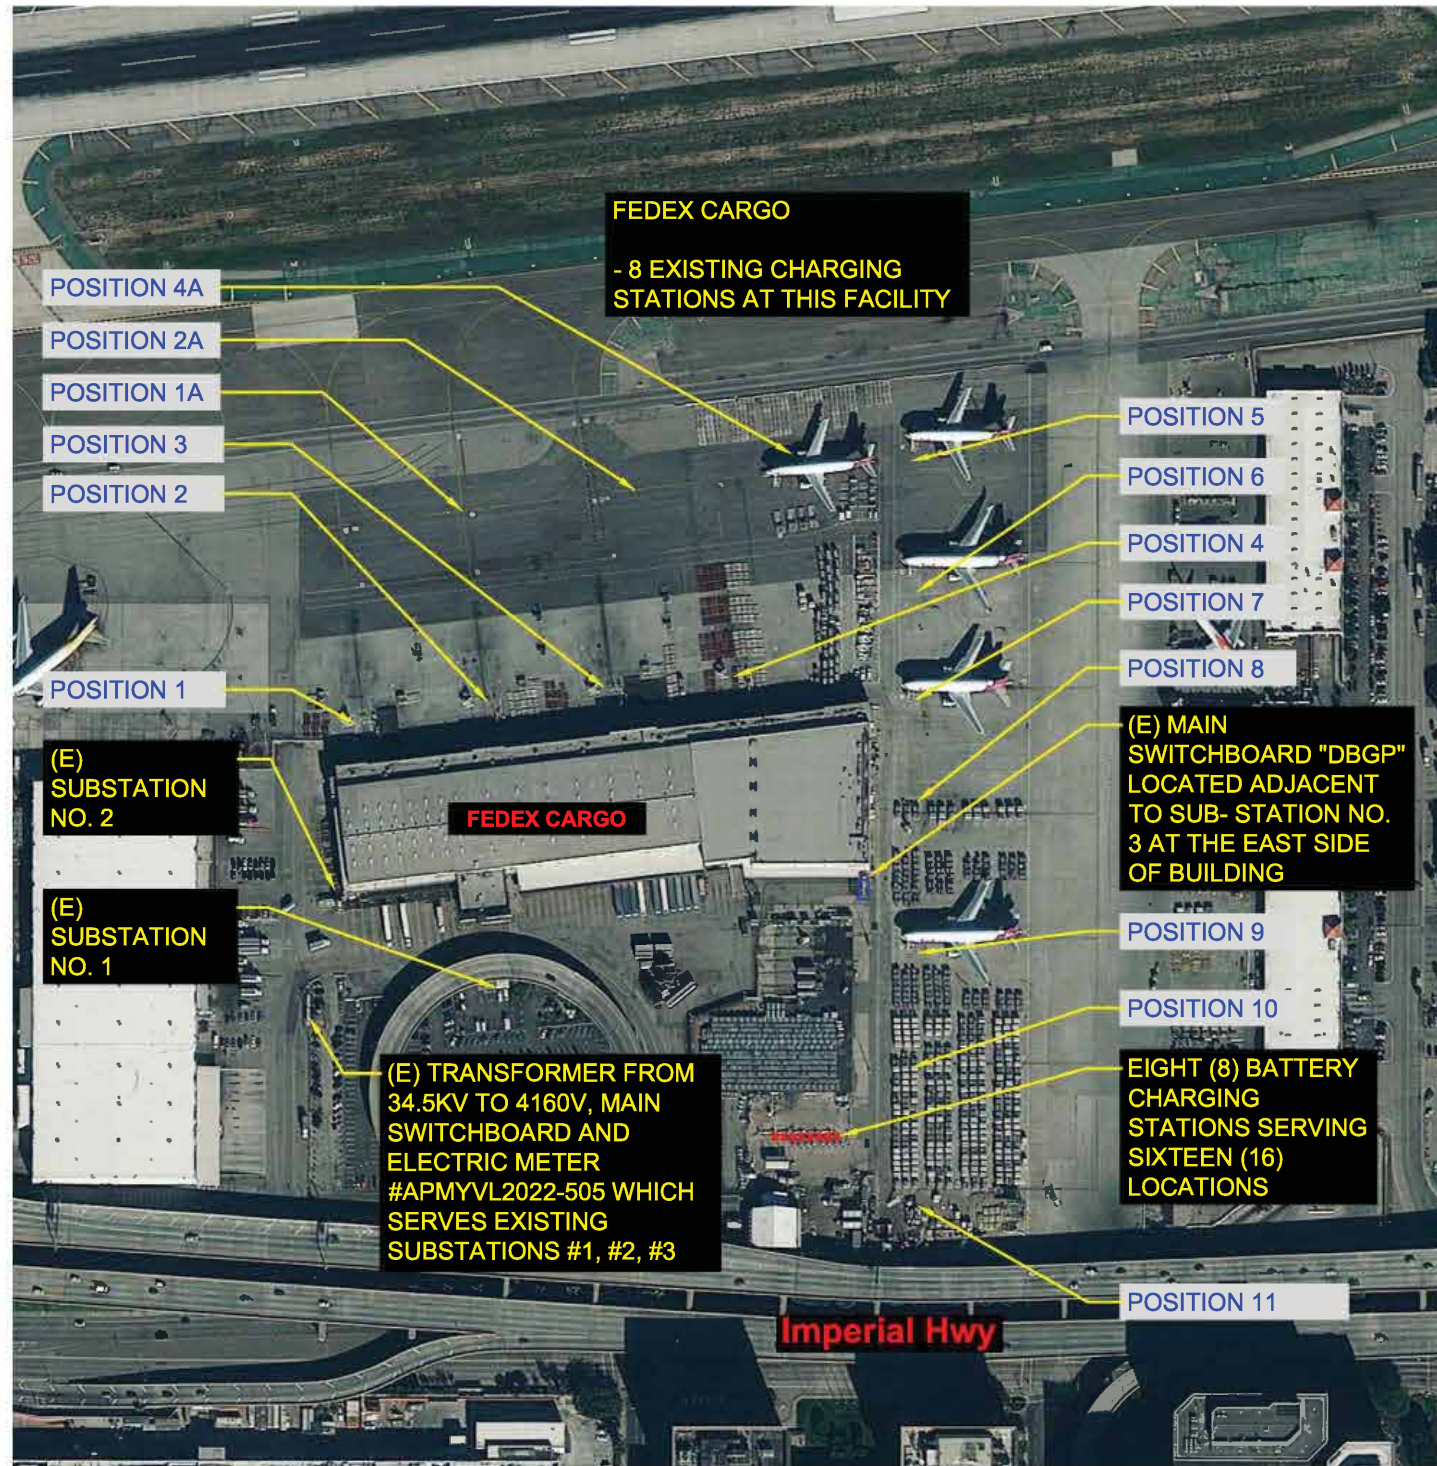 FEDEX CARGO
- 8 EXISTING CHARGING
STATIONS AT THIS FACILITY
POSITION 4A
POSITION 2A
POSITION 1A
POSITION 3
POSITION 2
POSITION 1
(E)
SUBSTATION
NO. 2
(E)
SUBSTATION
NO. 1
FEDEX CARGO
(E) TRANSFORMER FROM
34.5KV TO 4160V, MAIN
SWITCHBOARD AND
ELECTRIC METER
#APMYVL2022-505 WHICH
SERVES EXISTING
SUBSTATIONS #1, #2, #3
POSITION 5
POSITION 6
POSITION 4
POSITION 7
POSITION 8
(E) MAIN
SWITCHBOARD "DBGP"
LOCATED ADJACENT
TO SUB- STATION NO.
3 AT THE EAST SIDE
OF BUILDING
POSITION 9
POSITION 10
EIGHT (8) BATTERY
CHARGING
STATIONS SERVING
SIXTEEN (16)
LOCATIONS
POSITION 11
Imperial Hwy